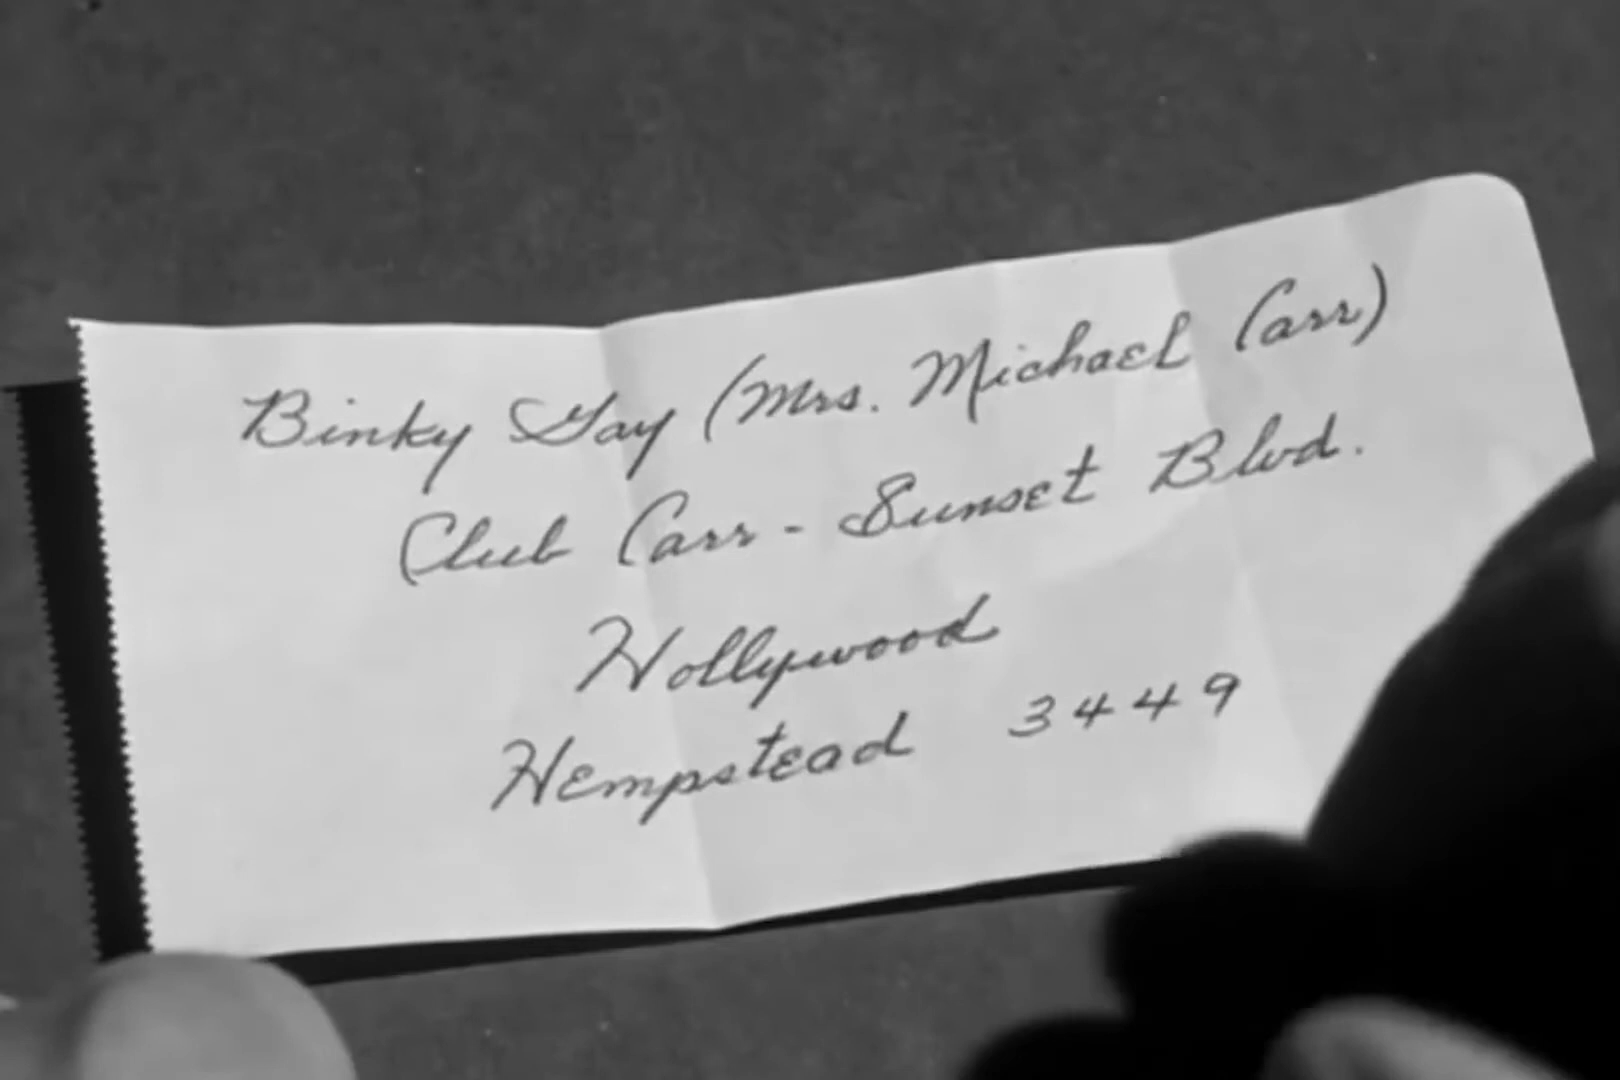 Binky Gay (Mrs. Michael Carr)
Club Carr - Sunset Blvd.
Hollywood
Hempstead 3449